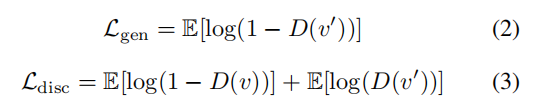 ℒ_gen = 𝔼[log(1 − D(v′))] (2)
ℒ_disc = 𝔼[log(1 − D(v))] + 𝔼[log(D(v′))] (3)